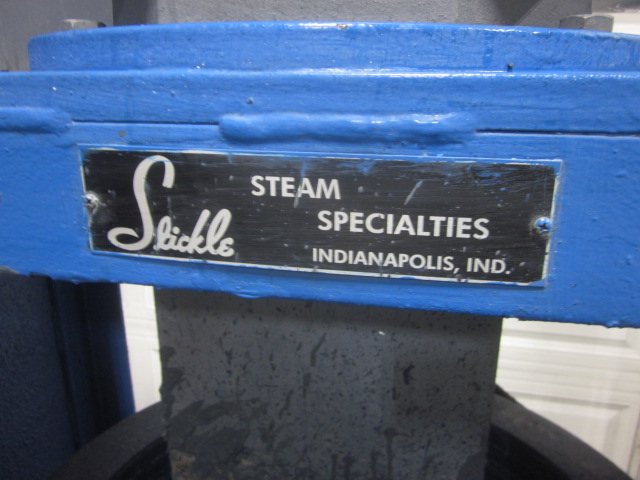 Stickle
STEAM
SPECIALTIES
INDIANAPOLIS, IND.